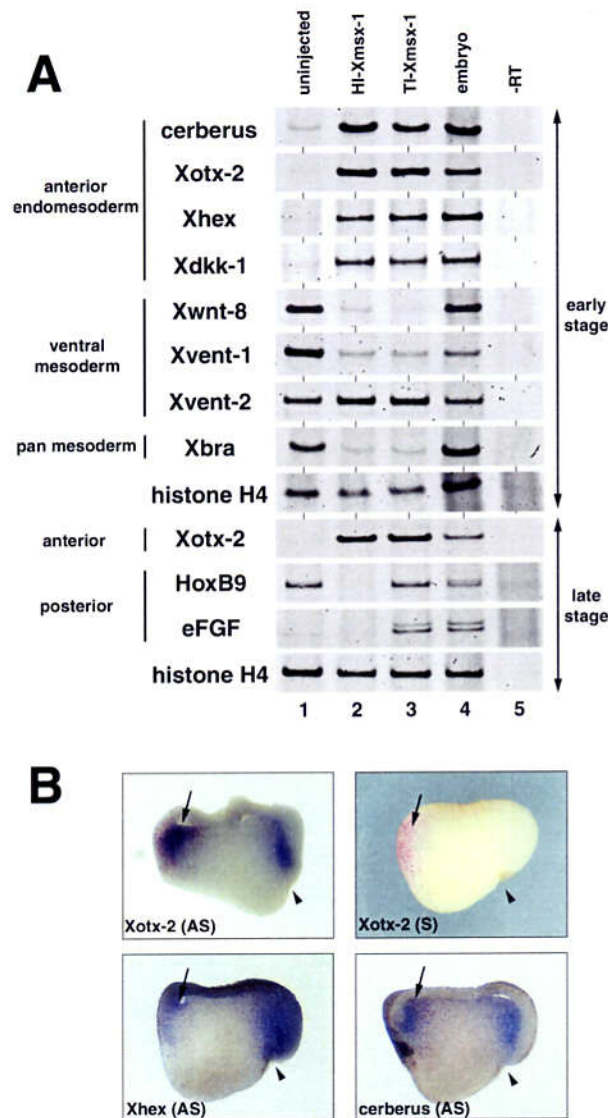 A
uninjected
HI-Xmsx-1
TI-Xmsx-1
embryo
-RT
anterior
endomesoderm
cerberus
Xotx-2
Xhex
Xdkk-1
ventral
mesoderm
Xwnt-8
Xvent-1
Xvent-2
pan mesoderm
Xbra
histone H4
early
stage
anterior
Xotx-2
posterior
HoxB9
eFGF
histone H4
late
stage
1 2 3 4 5
B
Xotx-2 (AS)
Xotx-2 (S)
Xhex (AS)
cerberus (AS)